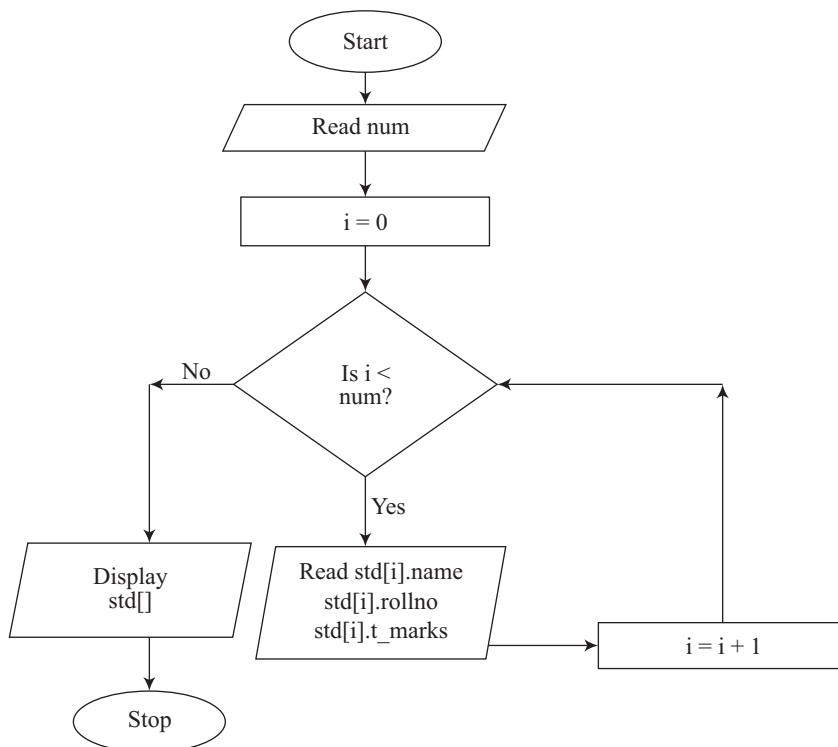 Start
Read num
i = 0
Is i <
num?
No
Yes
Display
std[]
Read std[i].name
std[i].rollno
std[i].t_marks
i = i + 1
Stop